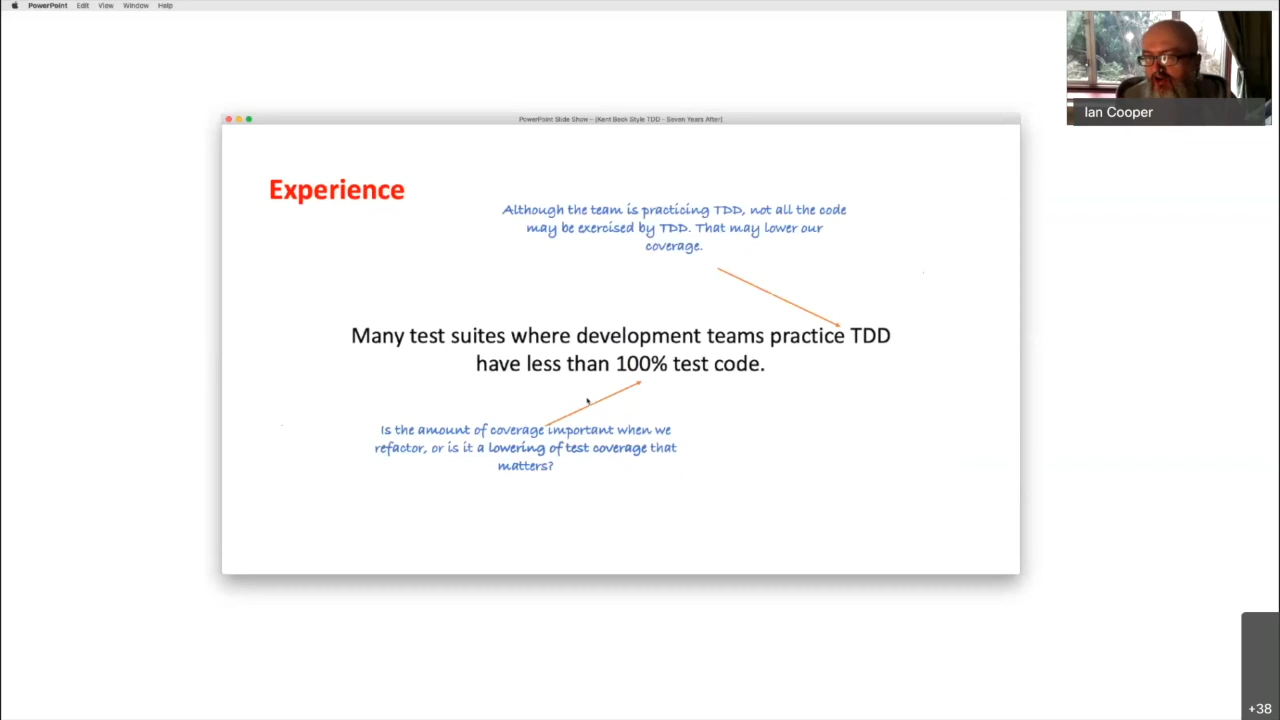 PowerPoint Edit View Window Help
Ian Cooper
PowerPoint Slide Show - [Kent Beck Style TDD - Seven Years After]
Experience
Although the team is practicing TDD, not all the code
may be exercised by TDD. That may lower our
coverage.
Many test suites where development teams practice TDD
have less than 100% test code.
Is the amount of coverage important when we
refactor, or is it a lowering of test coverage that
matters?
+38